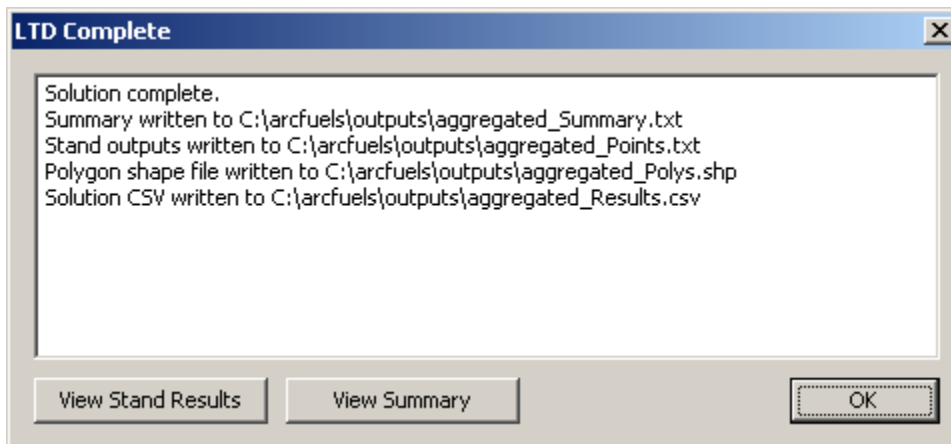 LTD Complete
Solution complete.
Summary written to C:\arcfuels\outputs\aggregated_Summary.txt
Stand outputs written to C:\arcfuels\outputs\aggregated_Points.txt
Polygon shape file written to C:\arcfuels\outputs\aggregated_Polys.shp
Solution CSV written to C:\arcfuels\outputs\aggregated_Results.csv
View Stand Results
View Summary
OK